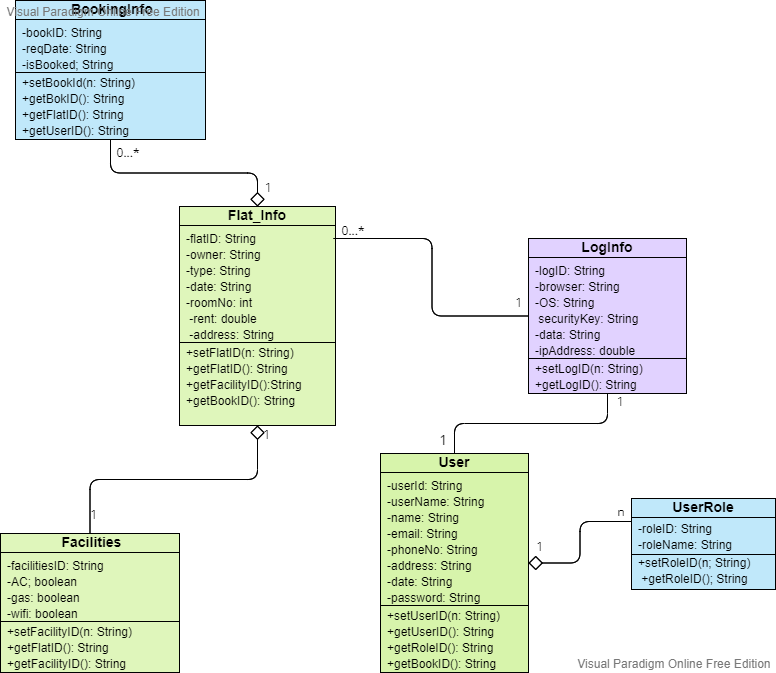 Visual Paradigm Online Free Edition
BookingInfo
-bookID: String
-reqDate: String
-isBooked; String
+setBookId(n: String)
+getBokID(): String
+getFlatID(): String
+getUserID(): String
0...*
1
Flat_Info
-flatID: String
-owner: String
-type: String
-date: String
-roomNo: int
-rent: double
-address: String
+setFlatID(n: String)
+getFlatID(): String
+getFacilityID():String
+getBookID(): String
0...*
1
LogInfo
-logID: String
-browser: String
-OS: String
securityKey: String
-data: String
-ipAddress: double
+setLogID(n: String)
+getLogID(): String
1
1
1
1
Facilities
-facilitiesID: String
-AC; boolean
-gas: boolean
-wifi: boolean
+setFacilityID(n: String)
+getFlatID(): String
+getFacilityID(): String
User
-userId: String
-userName: String
-name: String
-email: String
-phoneNo: String
-address: String
-date: String
-password: String
+setUserID(n: String)
+getUserID(): String
+getRoleID(): String
+getBookID(): String
1
n
UserRole
-roleID: String
-roleName: String
+setRoleID(n; String)
+getRoleID(); String
Visual Paradigm Online Free Edition